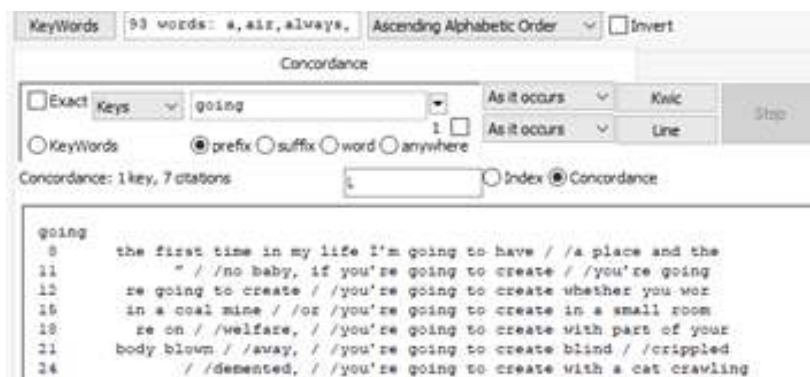 KeyWords 93 words: a,air,always, Ascending Alphabetic Order Invert
Concordance
Exact Keys going As it occurs Kwic
1 As it occurs Line Stop
KeyWords prefix suffix word anywhere
Concordance: 1 key, 7 citations Index Concordance
going
8 the first time in my life I'm going to have / /a place and the
11 " / /no baby, if you're going to create / /you're going
12 re going to create / /you're going to create whether you wor
15 in a coal mine / /or /you're going to create in a small room
18 re on / /welfare, / /you're going to create with part of your
21 body blown / /away, / /you're going to create blind / /crippled
24 / /demented, / /you're going to create with a cat crawling